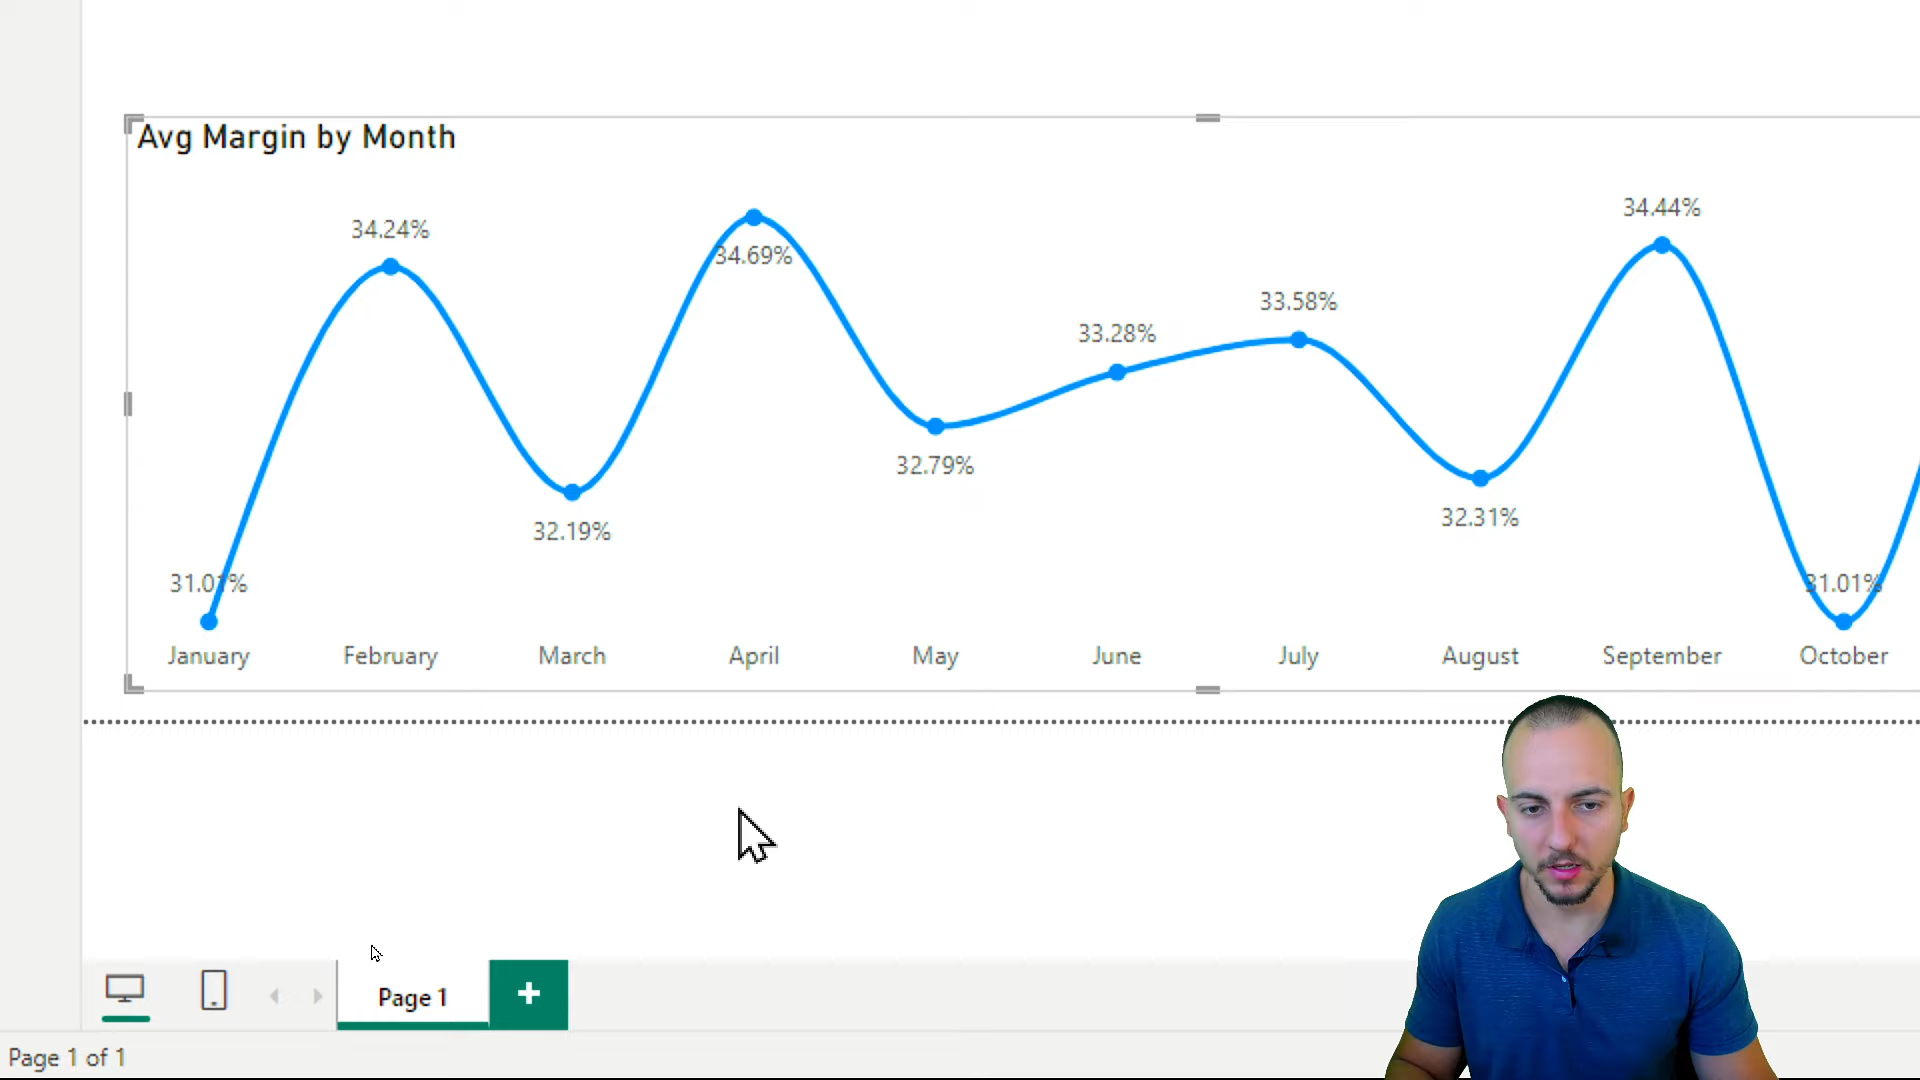 Avg Margin by Month
34.44%
34.24%
34.69%
33.58%
33.28%
32.79%
32.31%
32.19%
31.01%
31.01%
January February March April May June July August September October
Page 1
Page 1 of 1